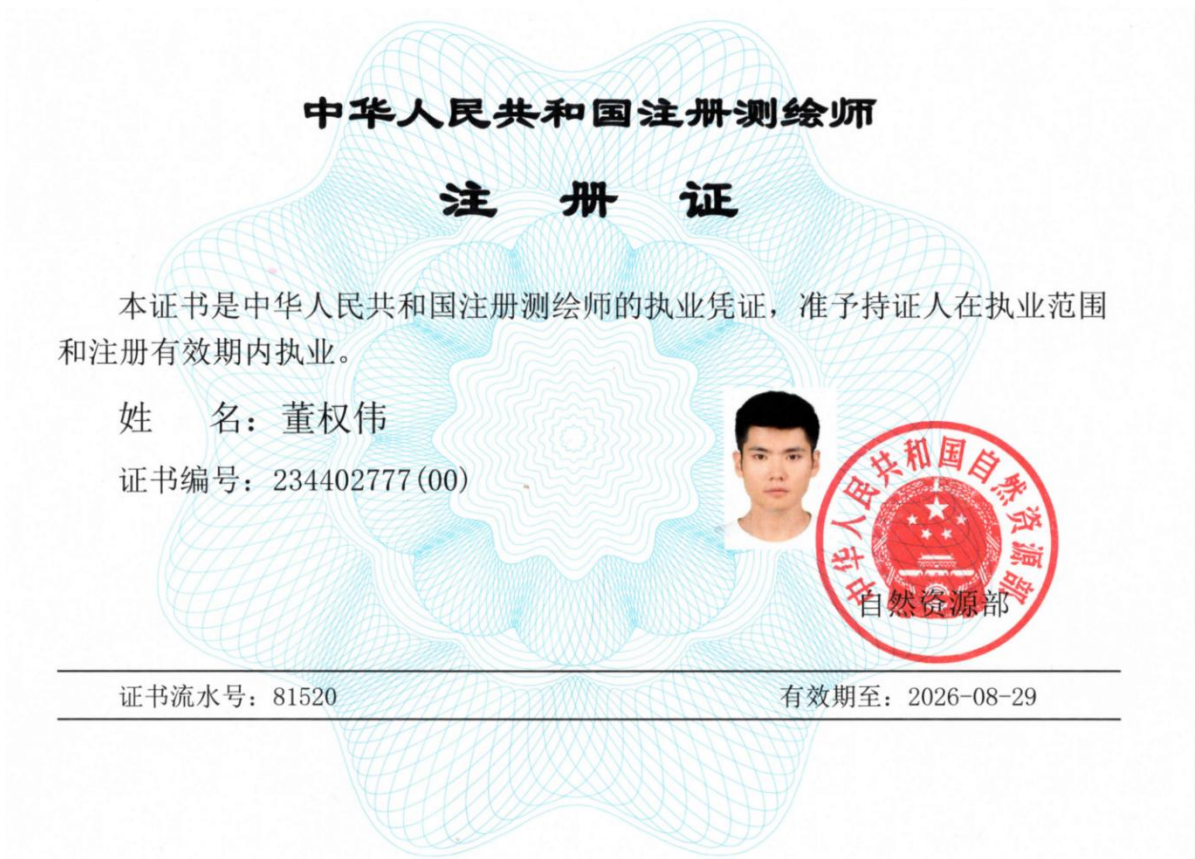 中华人民共和国注册测绘师
注 册 证
本证书是中华人民共和国注册测绘师的执业凭证，准予持证人在执业范围
和注册有效期内执业。
姓 名：董权伟
证书编号：234402777(00)
中华人民共和国自然资源部
自然资源部
证书流水号：81520
有效期至：2026-08-29